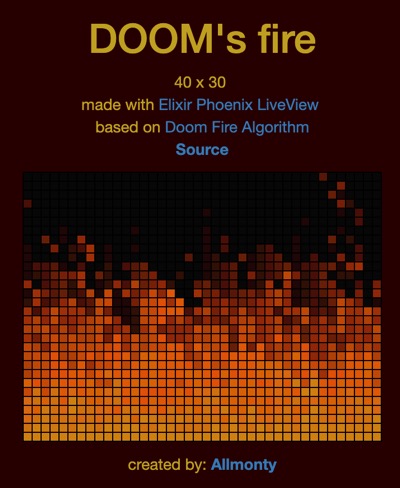 DOOM's fire
40 x 30
made with Elixir Phoenix LiveView
based on Doom Fire Algorithm
Source
created by: Allmonty